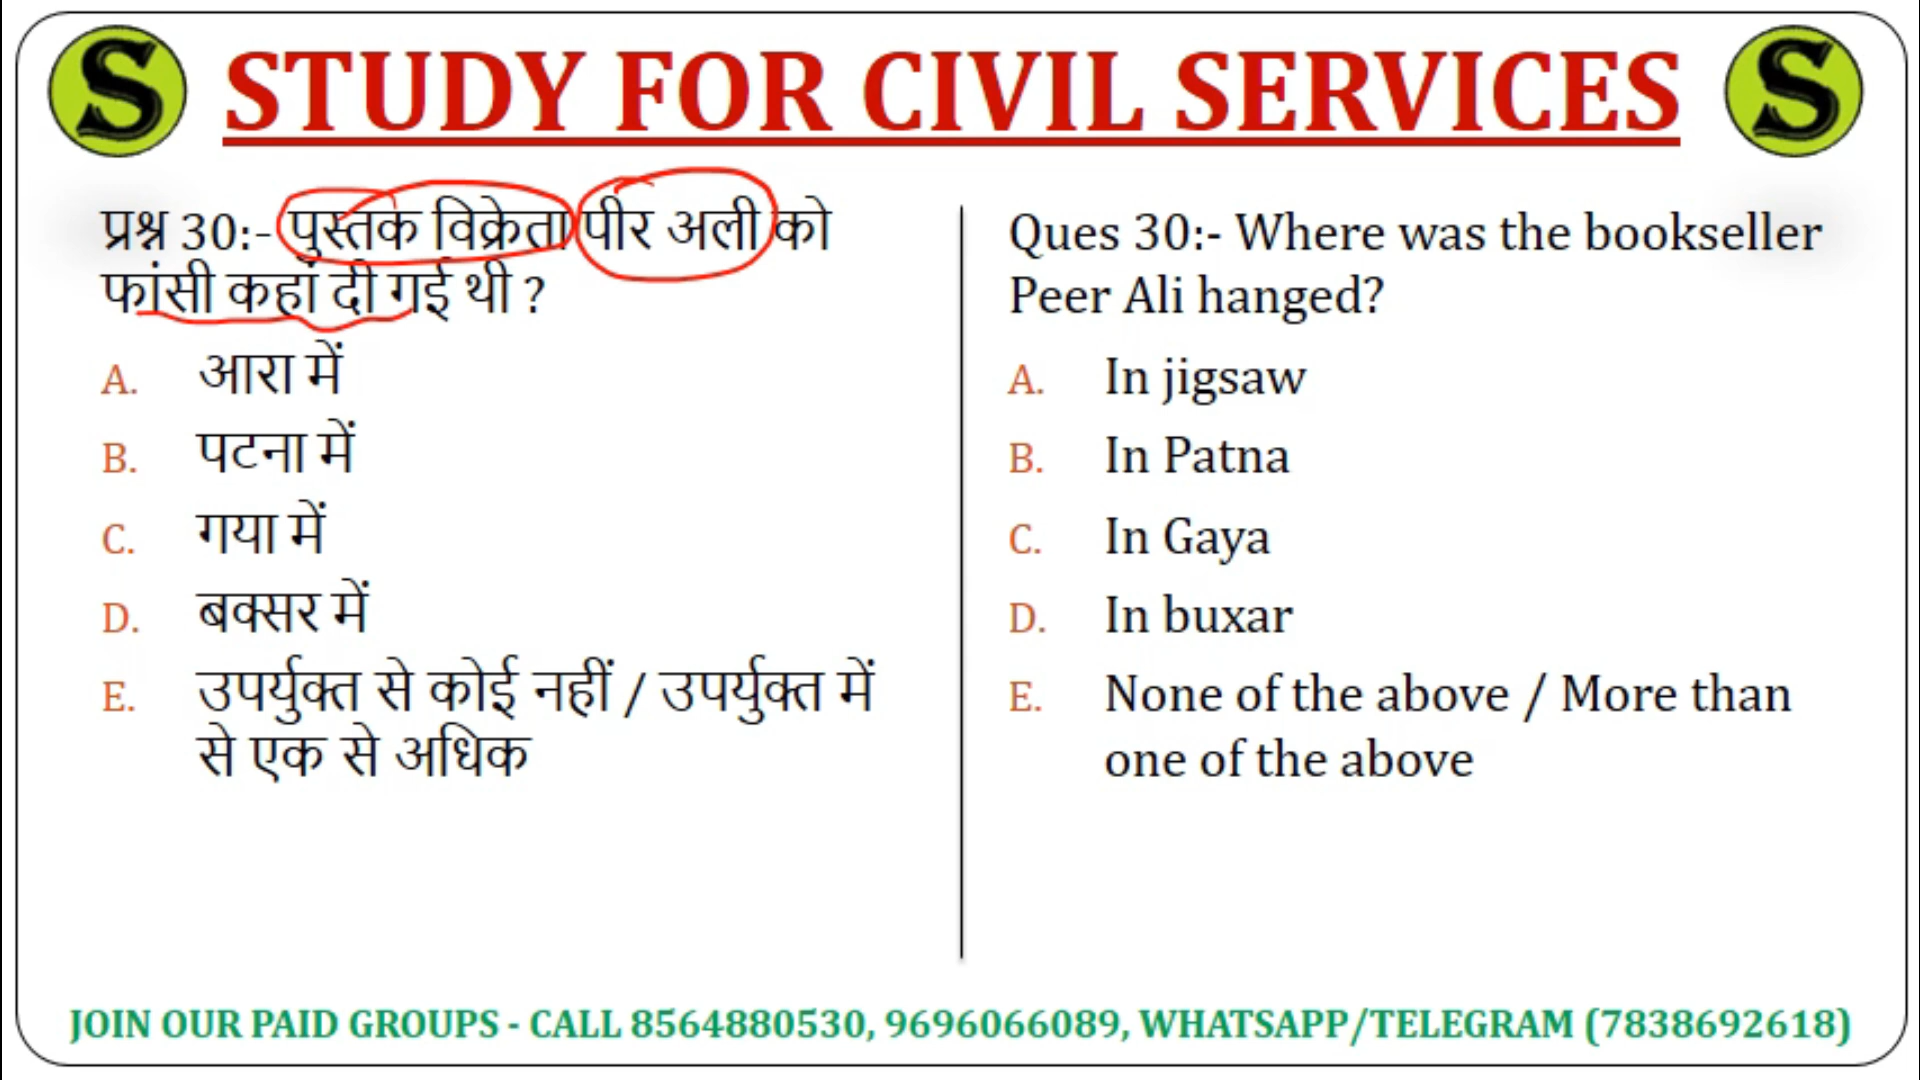 S STUDY FOR CIVIL SERVICES S
प्रश्न 30:- पुस्तक विक्रेता पीर अली को
फांसी कहां दी गई थी ?
A. आरा में
B. पटना में
C. गया में
D. बक्सर में
E. उपर्युक्त से कोई नहीं / उपर्युक्त में
से एक से अधिक
Ques 30:- Where was the bookseller
Peer Ali hanged?
A. In jigsaw
B. In Patna
C. In Gaya
D. In buxar
E. None of the above / More than
one of the above
JOIN OUR PAID GROUPS - CALL 8564880530, 9696066089, WHATSAPP/TELEGRAM (7838692618)